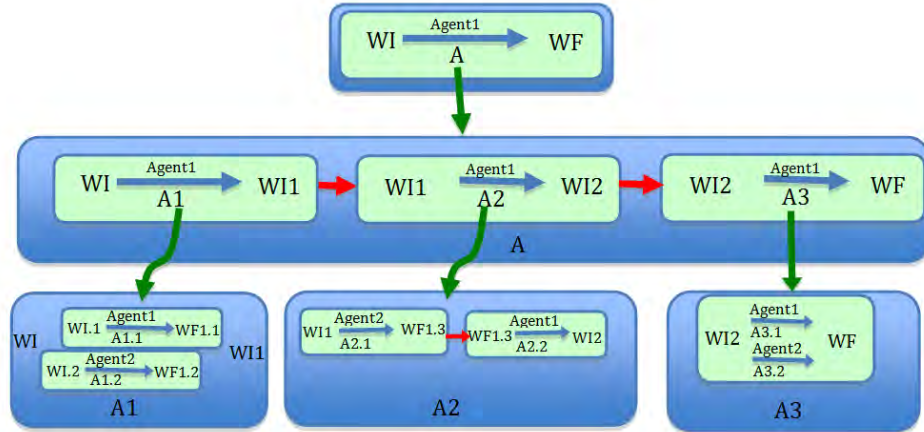 Agent1
WI WF
A
Agent1 Agent1 Agent1
WI WI1 WI1 WI2 WI2 WF
A1 A2 A3
A
Agent1
WI.1 WF1.1
A1.1
WI WI1
Agent2
WI.2 WF1.2
A1.2
A1
Agent2
WI1 WF1.3
A2.1
Agent1
WF1.3 WI2
A2.2
A2
Agent1
A3.1
WI2 WF
Agent2
A3.2
A3